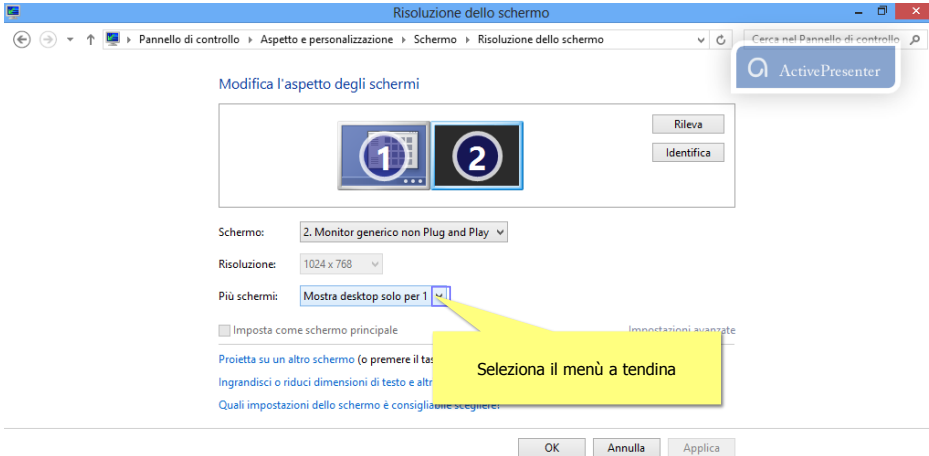 Risoluzione dello schermo
Pannello di controllo Aspetto e personalizzazione Schermo Risoluzione dello schermo
Cerca nel Pannello di controllo
ActivePresenter
Modifica l'aspetto degli schermi
1 2
Rileva
Identifica
Schermo: 2. Monitor generico non Plug and Play
Risoluzione: 1024 x 768
Più schermi: Mostra desktop solo per 1
Imposta come schermo principale Impostazioni avanzate
Proietta su un altro schermo (o premere il
Seleziona il menù a tendina
Ingrandisci o riduci dimensioni di testo e
Quali impostazioni dello schermo è consigliabile scegliere?
OK Annulla Applica